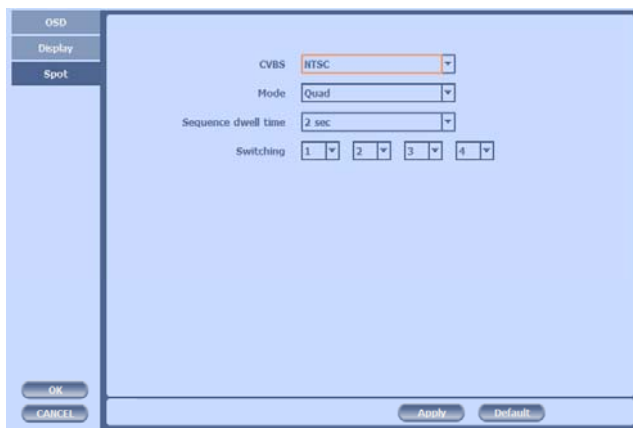 OSD
Display
Spot
CVBS NTSC
Mode Quad
Sequence dwell time 2 sec
Switching 1 2 3 4
OK
CANCEL
Apply Default